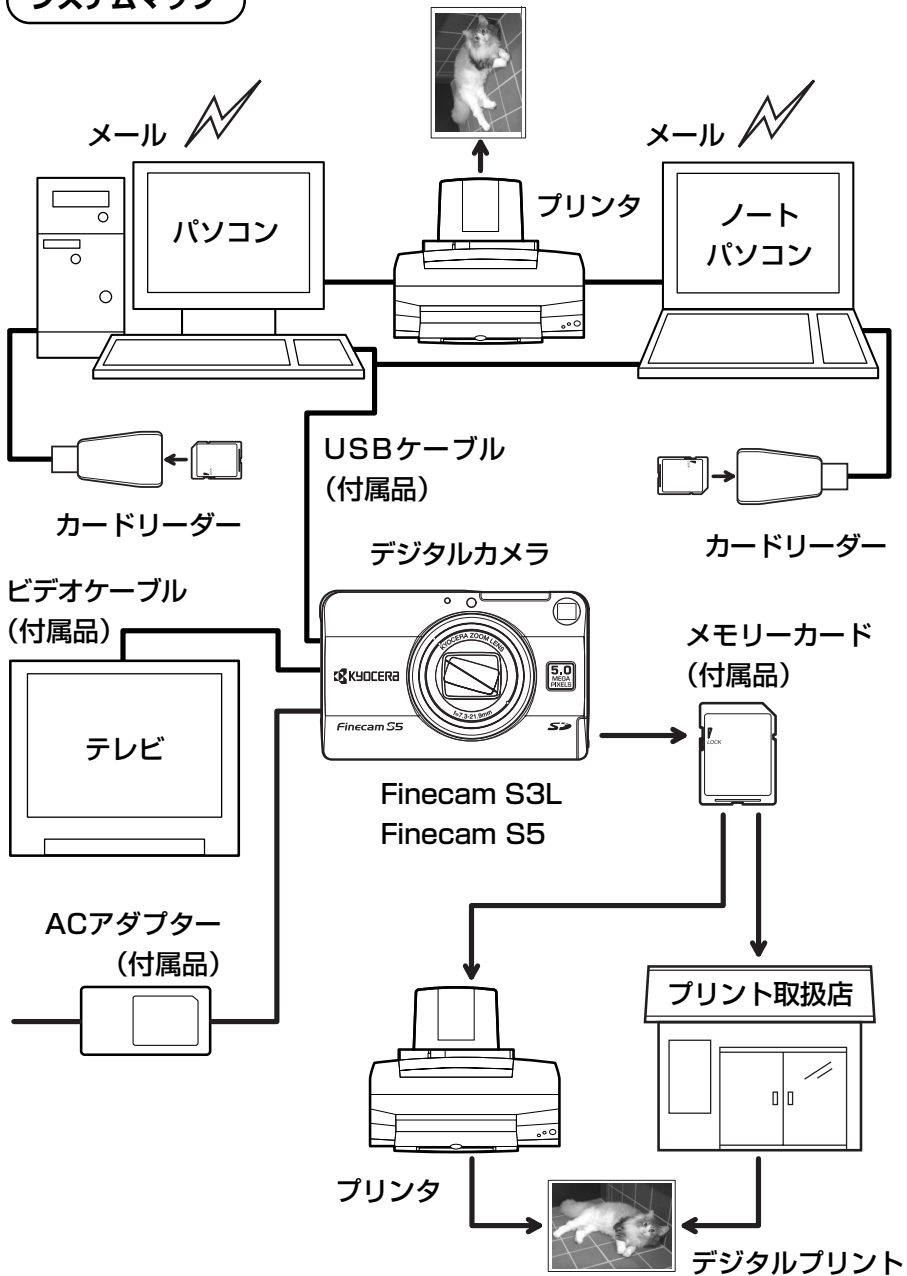 システムマップ
メール
メール
プリンタ
パソコン
ノート
パソコン
USBケーブル
(付属品)
カードリーダー
カードリーダー
デジタルカメラ
ビデオケーブル
(付属品)
メモリーカード
(付属品)
KYOCERA ZOOM LENS
KYOCERA
5.0
MEGA
PIXELS
f=7.3-21.9mm
Finecam S5
SD
テレビ
LOCK
Finecam S3L
Finecam S5
ACアダプター
(付属品)
プリント取扱店
プリンタ
デジタルプリント